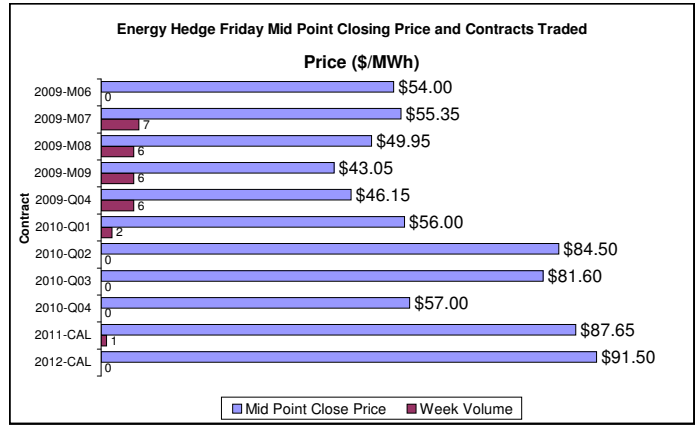 Energy Hedge Friday Mid Point Closing Price and Contracts Traded
Price ($/MWh)
Contract
2009-M06 $54.00
0
2009-M07 $55.35
7
2009-M08 $49.95
6
2009-M09 $43.05
6
2009-Q04 $46.15
6
2010-Q01 $56.00
2
2010-Q02 $84.50
0
2010-Q03 $81.60
0
2010-Q04 $57.00
0
2011-CAL $87.65
1
2012-CAL $91.50
0
Mid Point Close Price Week Volume